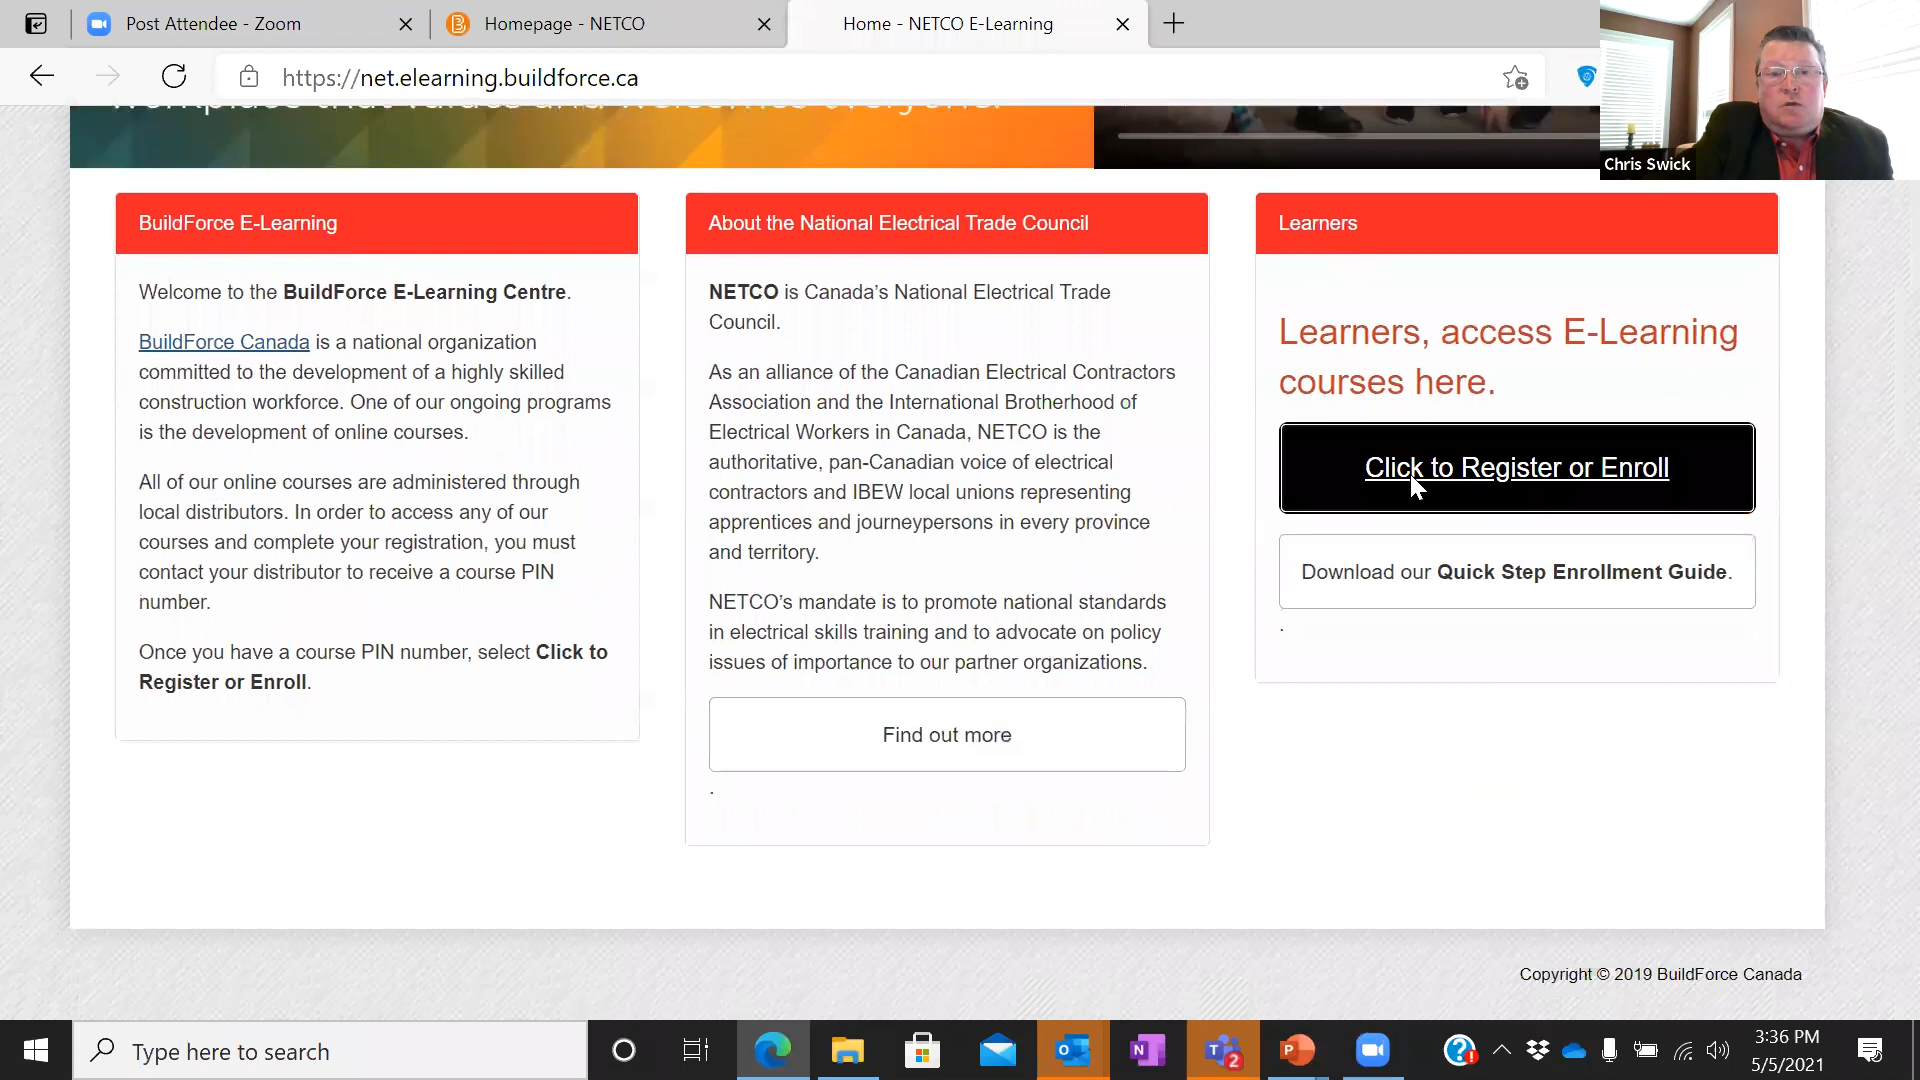 Post Attendee - Zoom
Homepage - NETCO
Home - NETCO E-Learning
https://net.elearning.buildforce.ca
workplace that values and welcomes everyone.
Chris Swick
BuildForce E-Learning
Welcome to the BuildForce E-Learning Centre.
BuildForce Canada is a national organization
committed to the development of a highly skilled
construction workforce. One of our ongoing programs
is the development of online courses.
All of our online courses are administered through
local distributors. In order to access any of our
courses and complete your registration, you must
contact your distributor to receive a course PIN
number.
Once you have a course PIN number, select Click to
Register or Enroll.
About the National Electrical Trade Council
NETCO is Canada's National Electrical Trade
Council.
As an alliance of the Canadian Electrical Contractors
Association and the International Brotherhood of
Electrical Workers in Canada, NETCO is the
authoritative, pan-Canadian voice of electrical
contractors and IBEW local unions representing
apprentices and journeypersons in every province
and territory.
NETCO's mandate is to promote national standards
in electrical skills training and to advocate on policy
issues of importance to our partner organizations.
Find out more
.
Learners
Learners, access E-Learning
courses here.
Click to Register or Enroll
Download our Quick Step Enrollment Guide.
.
Copyright © 2019 BuildForce Canada
Type here to search
3:36 PM
5/5/2021